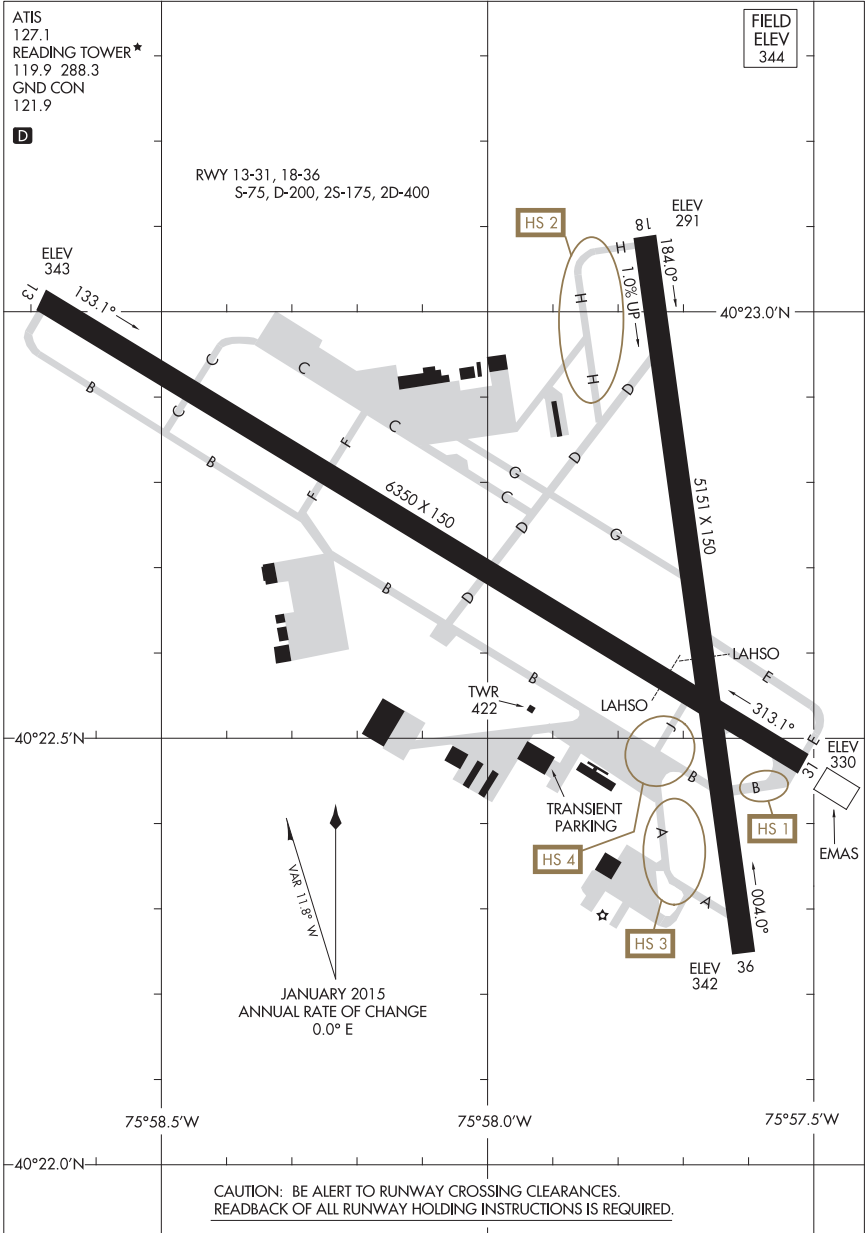 ATIS
127.1
READING TOWER★
119.9 288.3
GND CON
121.9
D
FIELD
ELEV
344
RWY 13-31, 18-36
S-75, D-200, 2S-175, 2D-400
HS 2
ELEV
291
18
184.0°
1.0% UP
H
H
H
ELEV
343
13
133.1°
40°23.0'N
C
C
C
C
C
B
B
B
B
B
B
F
F
D
D
D
D
G
G
6350 X 150
5151 X 150
LAHSO
LAHSO
E
E
313.1°
31
TWR
422
J
40°22.5'N
ELEV
330
TRANSIENT
PARKING
HS 1
EMAS
HS 4
A
A
HS 3
004.0°
36
ELEV
342
VAR 11.8° W
JANUARY 2015
ANNUAL RATE OF CHANGE
0.0° E
75°58.5'W
75°58.0'W
75°57.5'W
40°22.0'N
CAUTION: BE ALERT TO RUNWAY CROSSING CLEARANCES.
READBACK OF ALL RUNWAY HOLDING INSTRUCTIONS IS REQUIRED.